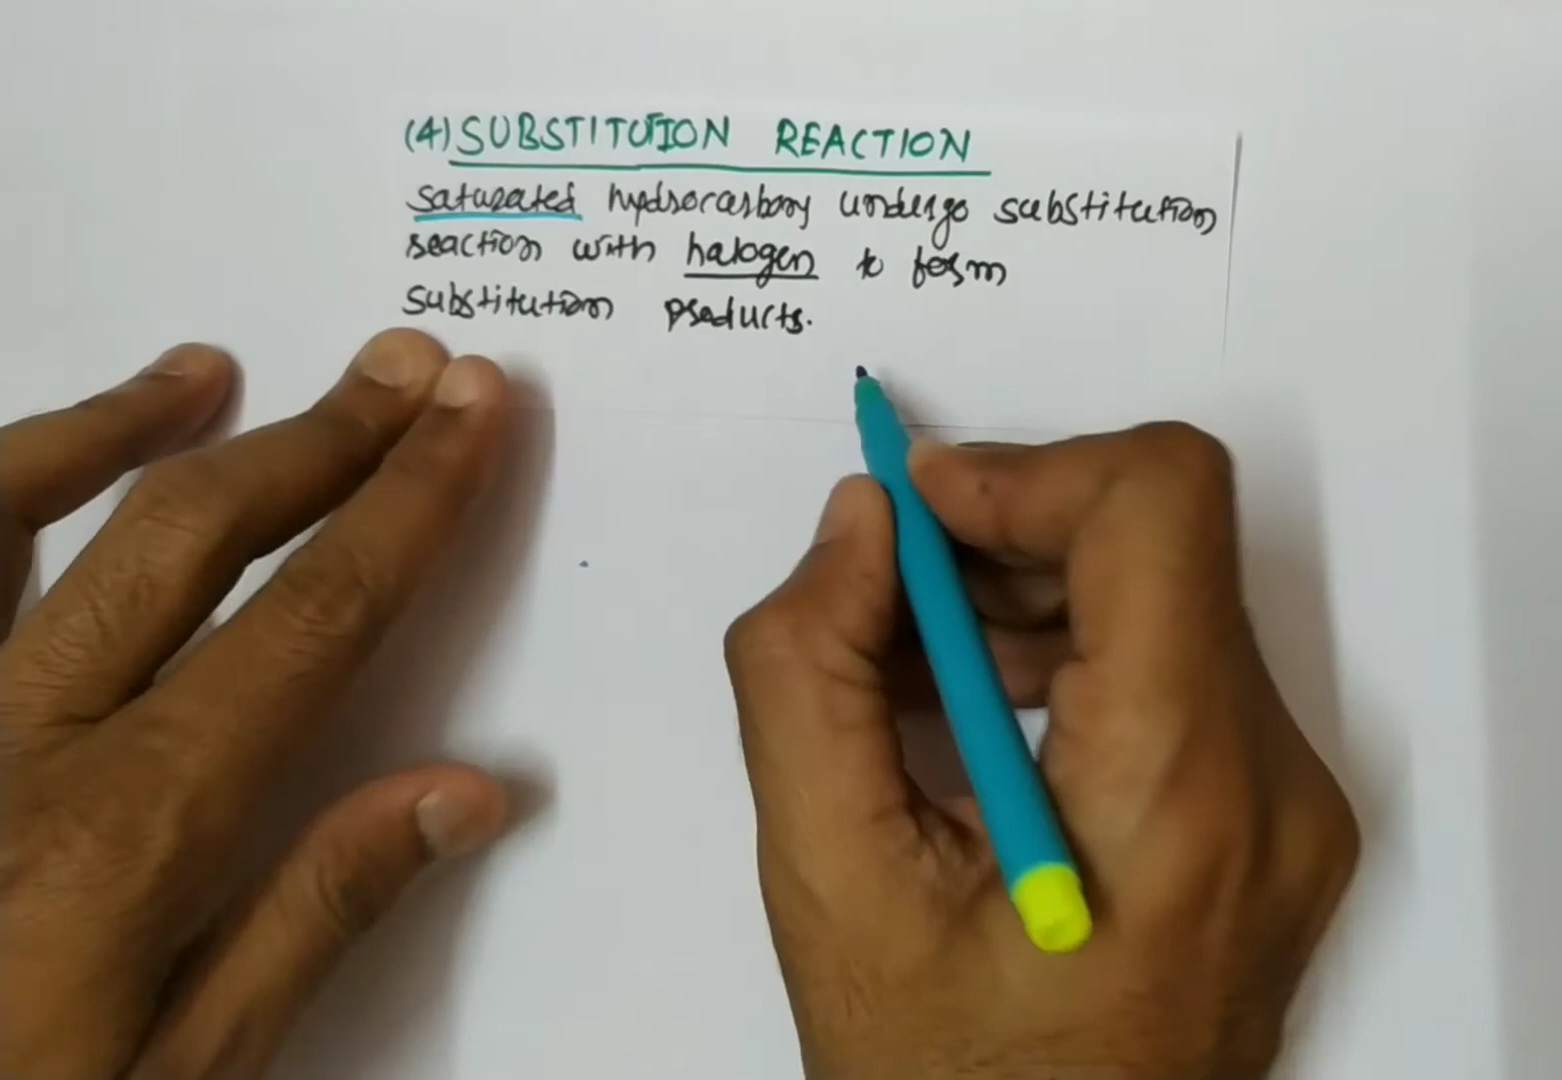 (4) SUBSTITUTION REACTION
saturated hydrocarbons undergo substitution
reaction with halogen to form
substitution products.